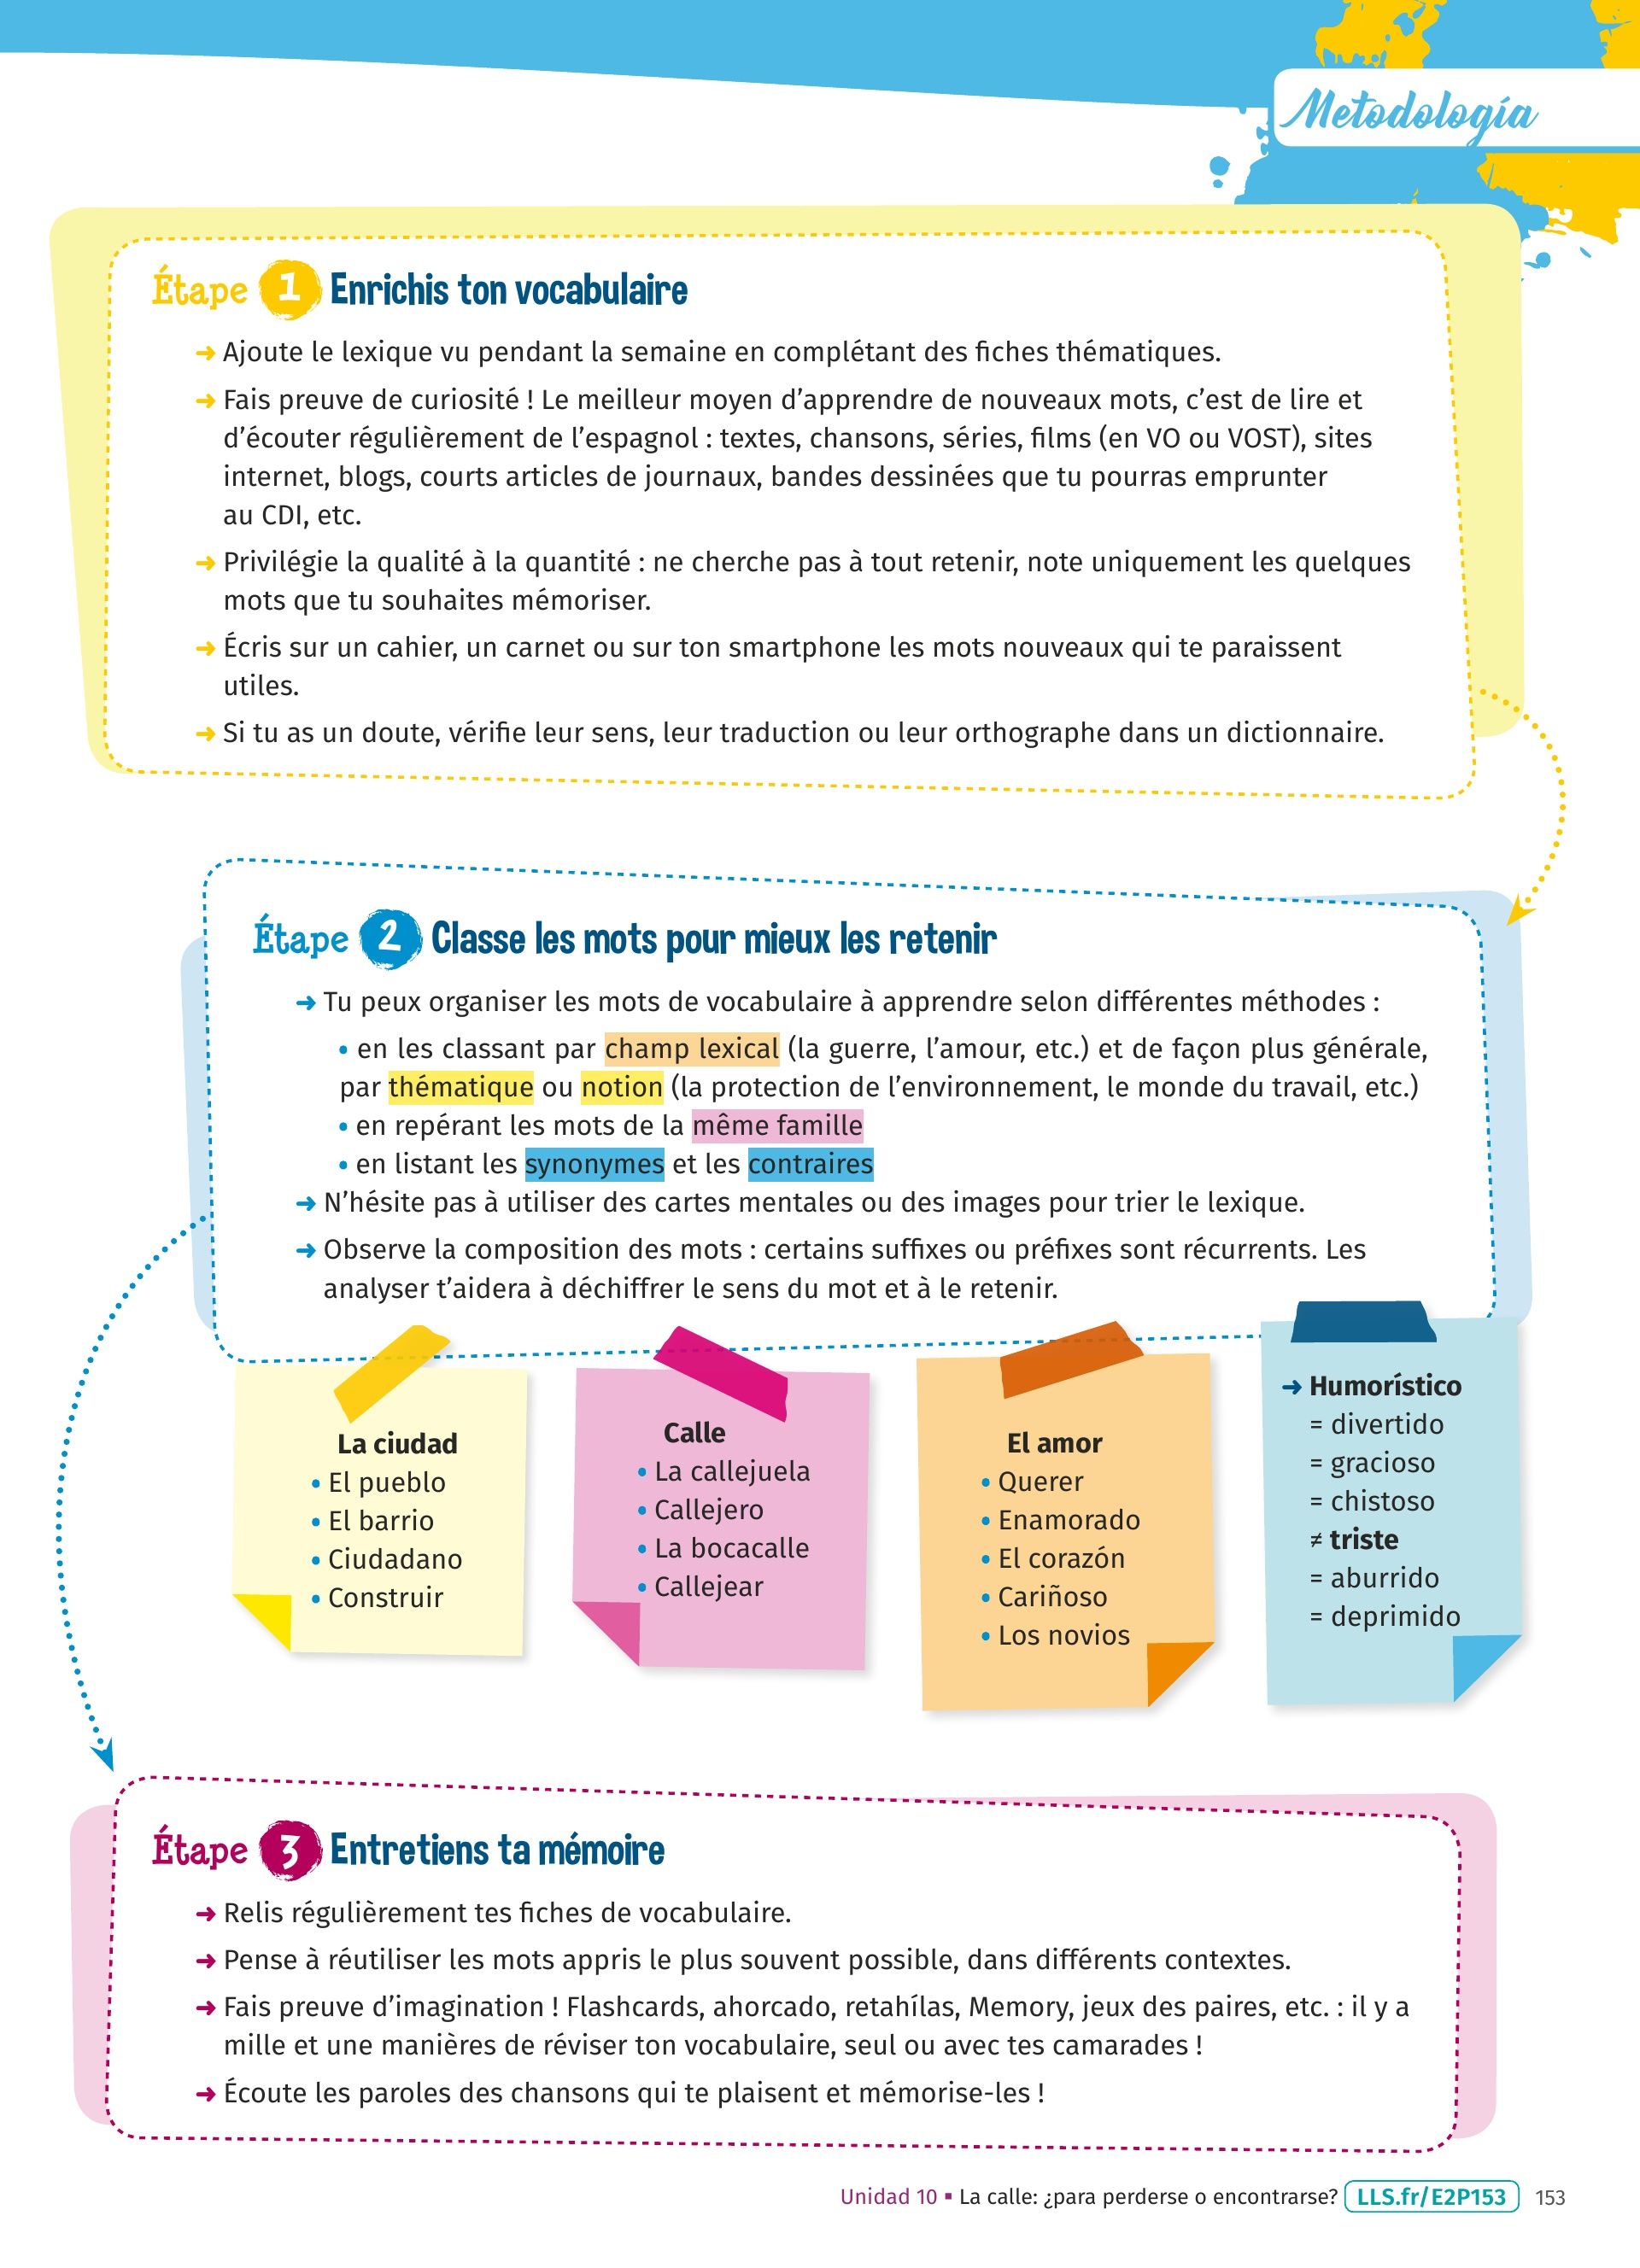 Metodología
Étape 1 Enrichis ton vocabulaire
➜ Ajoute le lexique vu pendant la semaine en complétant des fiches thématiques.
➜ Fais preuve de curiosité ! Le meilleur moyen d’apprendre de nouveaux mots, c’est de lire et
d’écouter régulièrement de l’espagnol : textes, chansons, séries, films (en VO ou VOST), sites
internet, blogs, courts articles de journaux, bandes dessinées que tu pourras emprunter
au CDI, etc.
➜ Privilégie la qualité à la quantité : ne cherche pas à tout retenir, note uniquement les quelques
mots que tu souhaites mémoriser.
➜ Écris sur un cahier, un carnet ou sur ton smartphone les mots nouveaux qui te paraissent
utiles.
➜ Si tu as un doute, vérifie leur sens, leur traduction ou leur orthographe dans un dictionnaire.
Étape 2 Classe les mots pour mieux les retenir
➜ Tu peux organiser les mots de vocabulaire à apprendre selon différentes méthodes :
• en les classant par champ lexical (la guerre, l’amour, etc.) et de façon plus générale,
par thématique ou notion (la protection de l’environnement, le monde du travail, etc.)
• en repérant les mots de la même famille
• en listant les synonymes et les contraires
➜ N’hésite pas à utiliser des cartes mentales ou des images pour trier le lexique.
➜ Observe la composition des mots : certains suffixes ou préfixes sont récurrents. Les
analyser t’aidera à déchiffrer le sens du mot et à le retenir.
La ciudad
• El pueblo
• El barrio
• Ciudadano
• Construir
Calle
• La callejuela
• Callejero
• La bocacalle
• Callejear
El amor
• Querer
• Enamorado
• El corazón
• Cariñoso
• Los novios
➜ Humorístico
= divertido
= gracioso
= chistoso
≠ triste
= aburrido
= deprimido
Étape 3 Entretiens ta mémoire
➜ Relis régulièrement tes fiches de vocabulaire.
➜ Pense à réutiliser les mots appris le plus souvent possible, dans différents contextes.
➜ Fais preuve d’imagination ! Flashcards, ahorcado, retahílas, Memory, jeux des paires, etc. : il y a
mille et une manières de réviser ton vocabulaire, seul ou avec tes camarades !
➜ Écoute les paroles des chansons qui te plaisent et mémorise-les !
Unidad 10 ▪ La calle: ¿para perderse o encontrarse? LLS.fr/E2P153 153